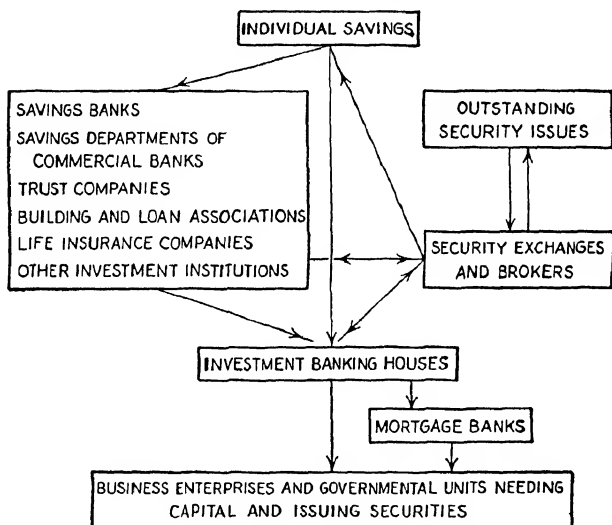 INDIVIDUAL SAVINGS
SAVINGS BANKS
SAVINGS DEPARTMENTS OF
COMMERCIAL BANKS
TRUST COMPANIES
BUILDING AND LOAN ASSOCIATIONS
LIFE INSURANCE COMPANIES
OTHER INVESTMENT INSTITUTIONS
OUTSTANDING
SECURITY ISSUES
SECURITY EXCHANGES
AND BROKERS
INVESTMENT BANKING HOUSES
MORTGAGE BANKS
BUSINESS ENTERPRISES AND GOVERNMENTAL UNITS NEEDING
CAPITAL AND ISSUING SECURITIES